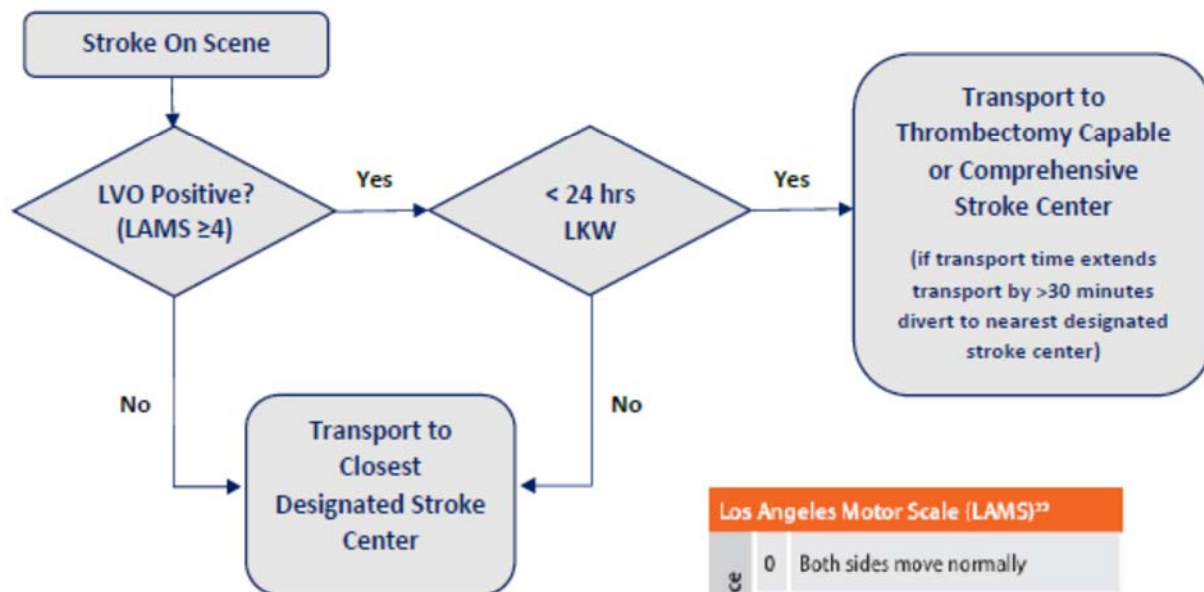 Stroke On Scene
LVO Positive?
(LAMS ≥4)
Yes
< 24 hrs
LKW
Yes
Transport to
Thrombectomy Capable
or Comprehensive
Stroke Center
(if transport time extends
transport by >30 minutes
divert to nearest designated
stroke center)
No
No
Transport to
Closest
Designated Stroke
Center
Los Angeles Motor Scale (LAMS)³³
0 Both sides move normally